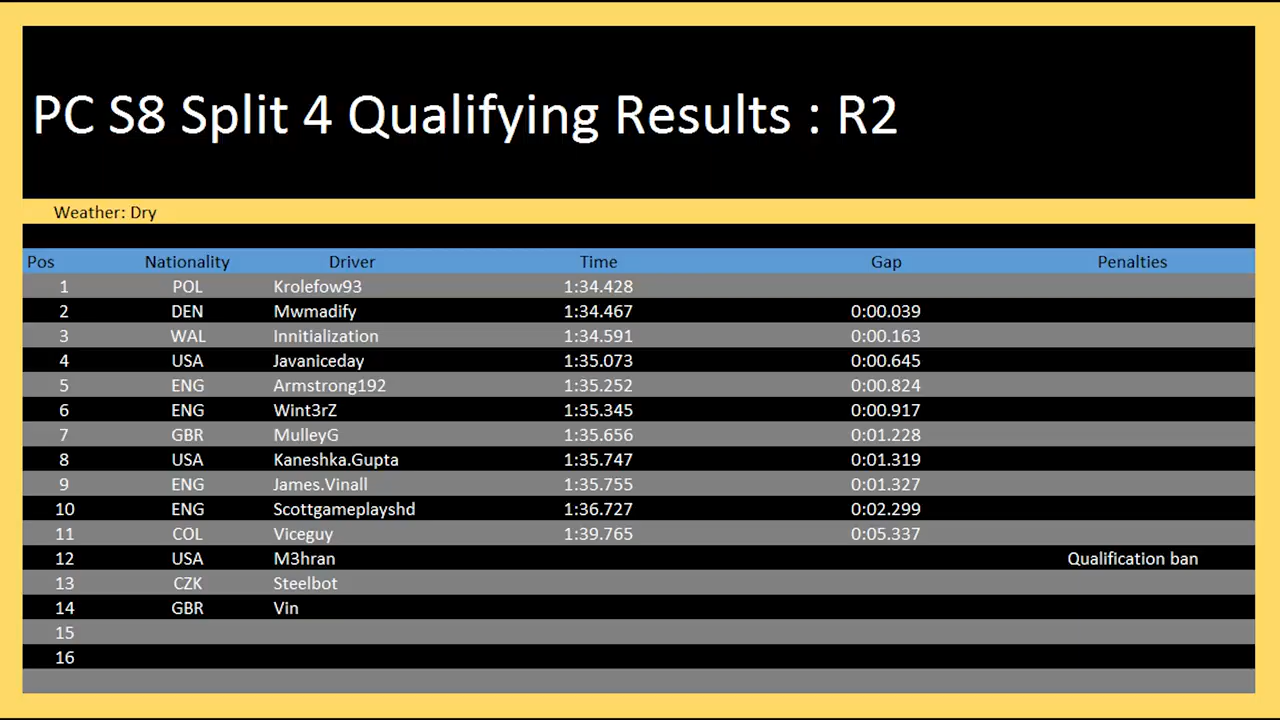 PC S8 Split 4 Qualifying Results : R2
Weather: Dry
Pos Nationality Driver Time Gap Penalties
1 POL Krolefow93 1:34.428
2 DEN Mwmadify 1:34.467 0:00.039
3 WAL Innitialization 1:34.591 0:00.163
4 USA Javaniceday 1:35.073 0:00.645
5 ENG Armstrong192 1:35.252 0:00.824
6 ENG Wint3rZ 1:35.345 0:00.917
7 GBR MulleyG 1:35.656 0:01.228
8 USA Kaneshka.Gupta 1:35.747 0:01.319
9 ENG James.Vinall 1:35.755 0:01.327
10 ENG Scottgameplayshd 1:36.727 0:02.299
11 COL Viceguy 1:39.765 0:05.337
12 USA M3hran Qualification ban
13 CZK Steelbot
14 GBR Vin
15
16